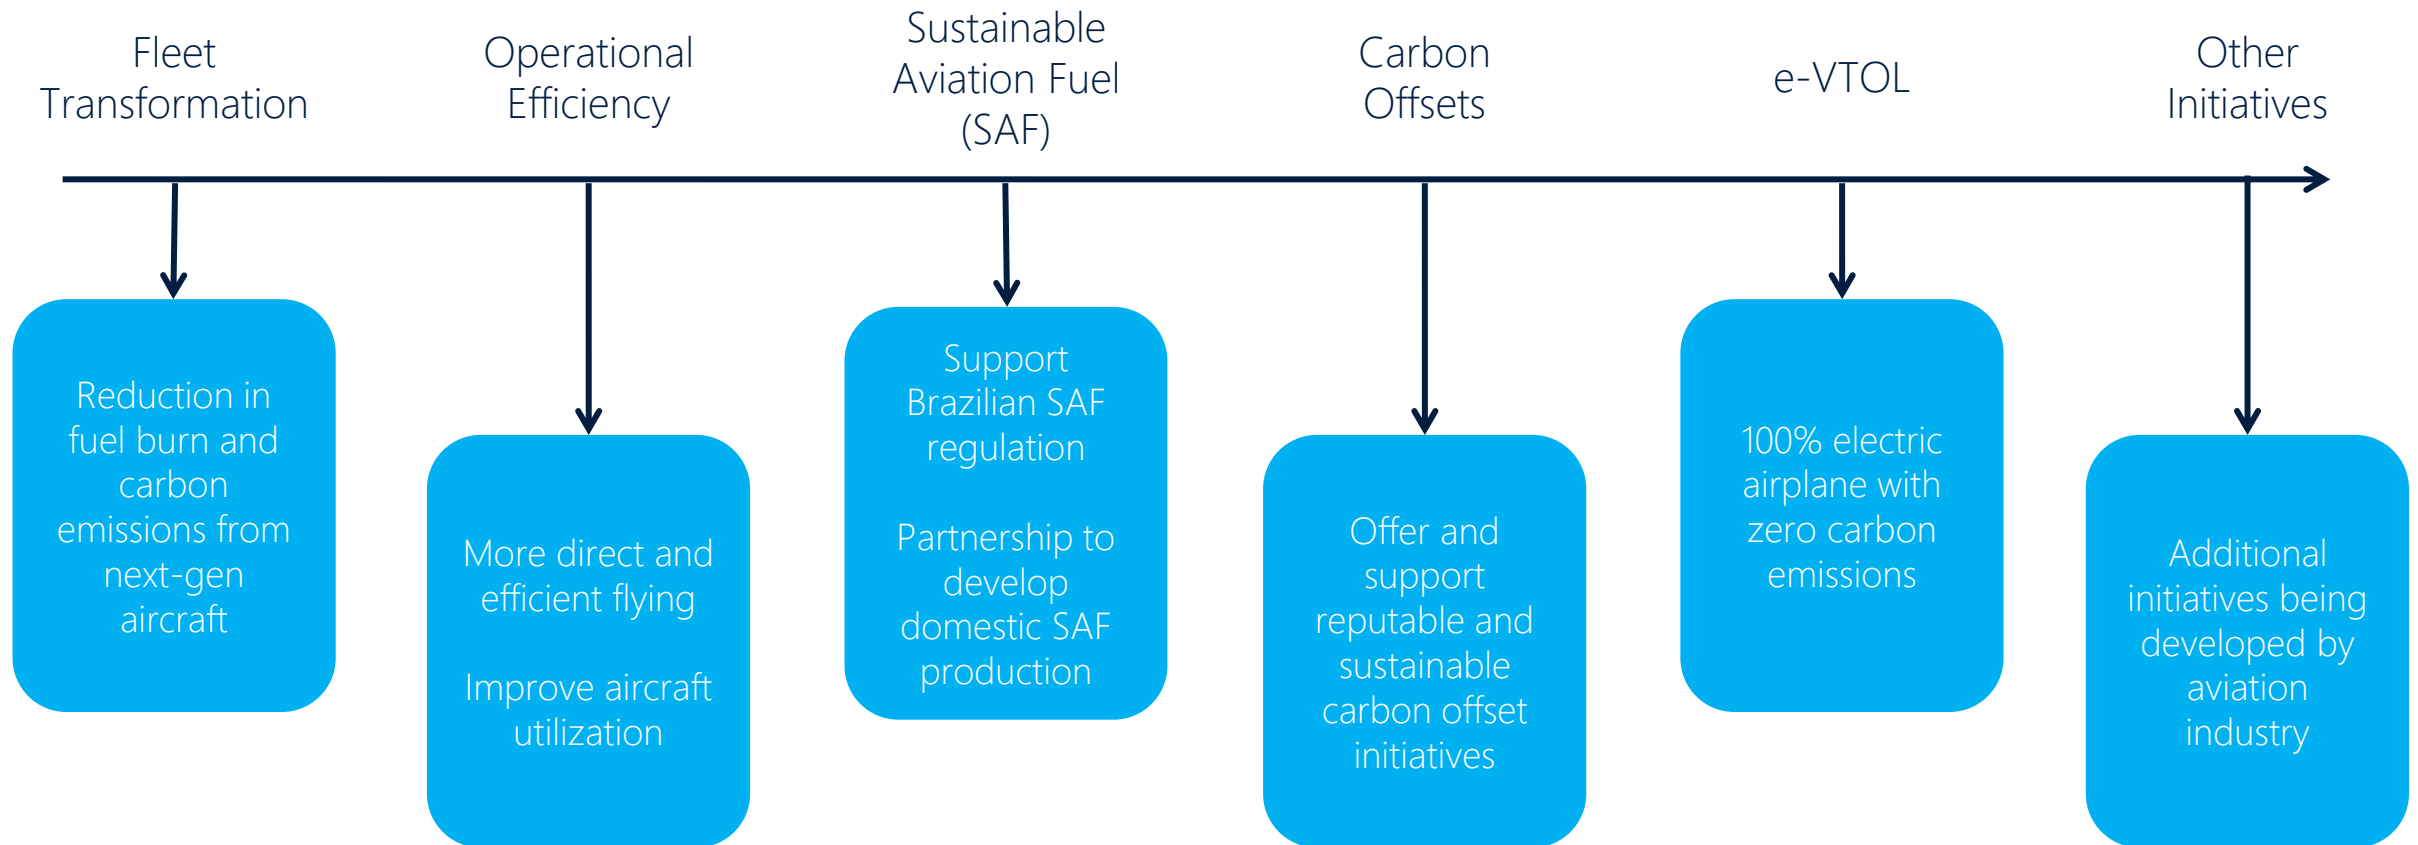 Fleet
Transformation
Operational
Efficiency
Sustainable
Aviation Fuel
(SAF)
Carbon
Offsets
e-VTOL
Other
Initiatives
Reduction in
fuel burn and
carbon
emissions from
next-gen
aircraft
More direct and
efficient flying
Improve aircraft
utilization
Support
Brazilian SAF
regulation
Partnership to
develop
domestic SAF
production
Offer and
support
reputable and
sustainable
carbon offset
initiatives
100% electric
airplane with
zero carbon
emissions
Additional
initiatives being
developed by
aviation
industry